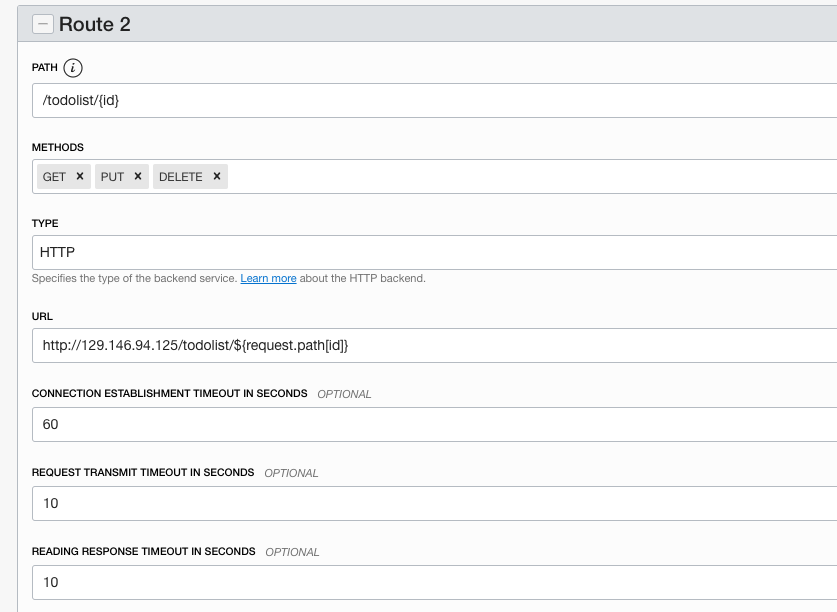 Route 2
PATH i
/todolist/{id}
METHODS
GET × PUT × DELETE ×
TYPE
HTTP
Specifies the type of the backend service. Learn more about the HTTP backend.
URL
http://129.146.94.125/todolist/${request.path[id]}
CONNECTION ESTABLISHMENT TIMEOUT IN SECONDS OPTIONAL
60
REQUEST TRANSMIT TIMEOUT IN SECONDS OPTIONAL
10
READING RESPONSE TIMEOUT IN SECONDS OPTIONAL
10